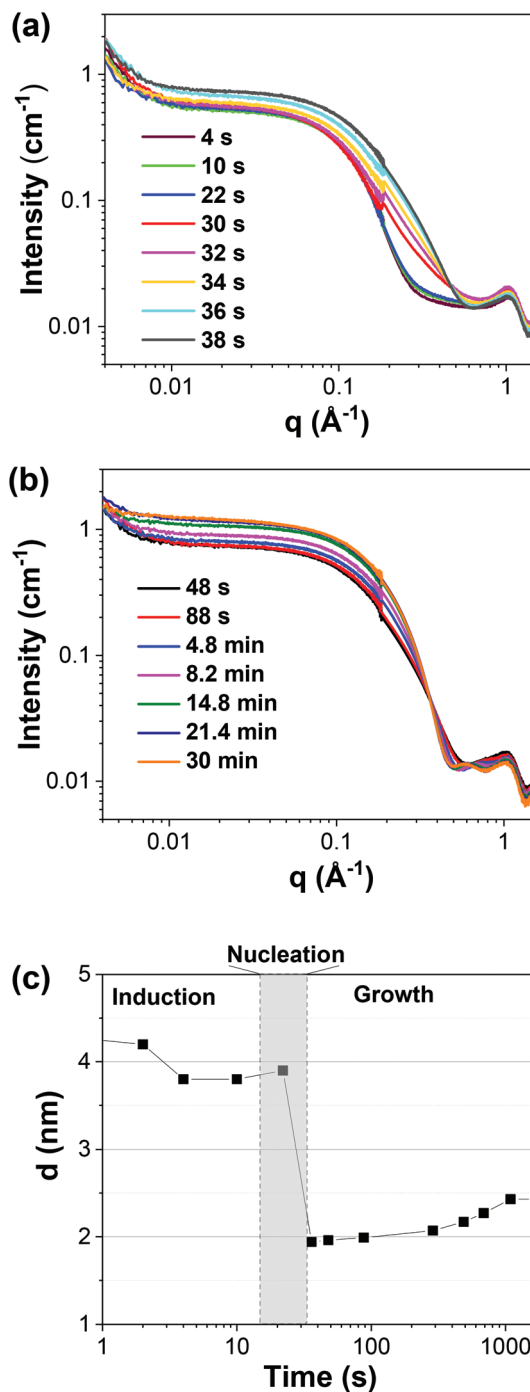 (a)
1
0.1
0.01
Intensity (cm⁻¹)
4 s
10 s
22 s
30 s
32 s
34 s
36 s
38 s
0.01 0.1 1
q (Å⁻¹)
(b)
1
0.1
0.01
Intensity (cm⁻¹)
48 s
88 s
4.8 min
8.2 min
14.8 min
21.4 min
30 min
0.01 0.1 1
q (Å⁻¹)
(c)
Nucleation
Induction Growth
5
4
3
2
1
d (nm)
1 10 100 1000
Time (s)